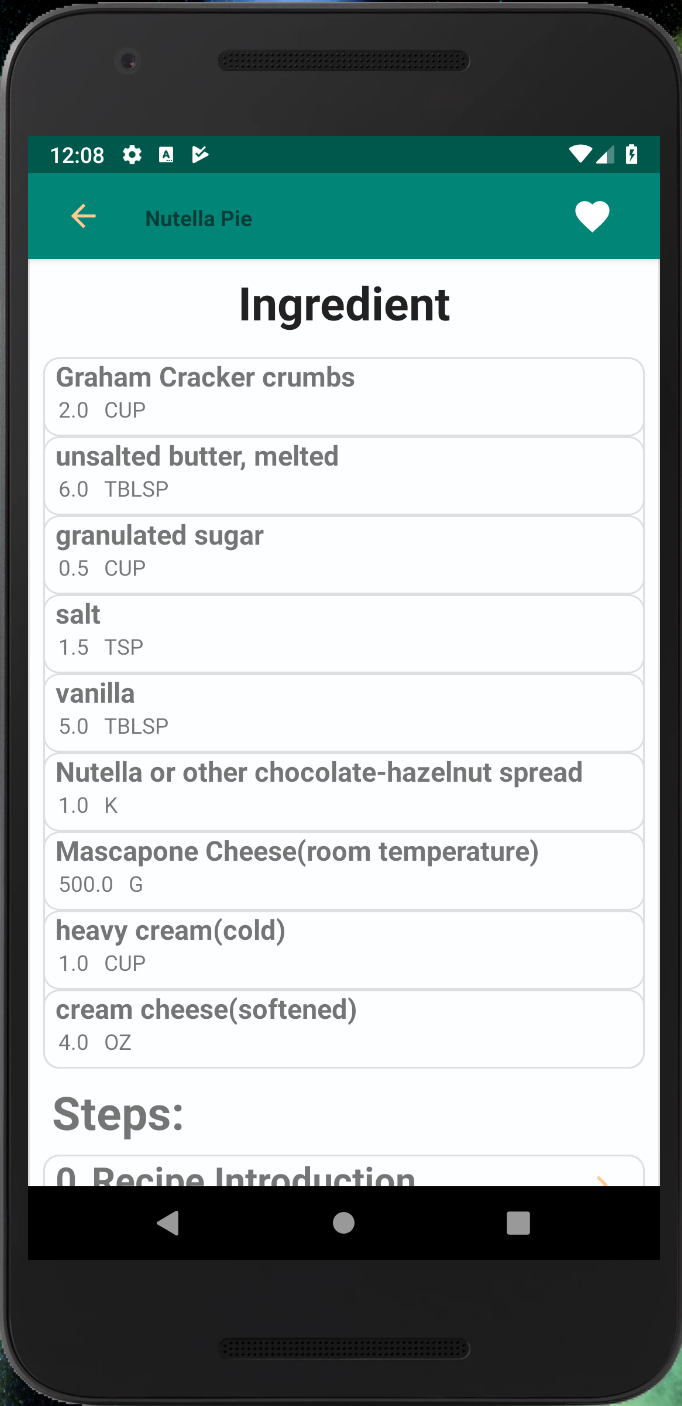 12:08
Nutella Pie
Ingredient
Graham Cracker crumbs
2.0 CUP
unsalted butter, melted
6.0 TBLSP
granulated sugar
0.5 CUP
salt
1.5 TSP
vanilla
5.0 TBLSP
Nutella or other chocolate-hazelnut spread
1.0 K
Mascapone Cheese(room temperature)
500.0 G
heavy cream(cold)
1.0 CUP
cream cheese(softened)
4.0 OZ
Steps:
0 Recipe Introduction